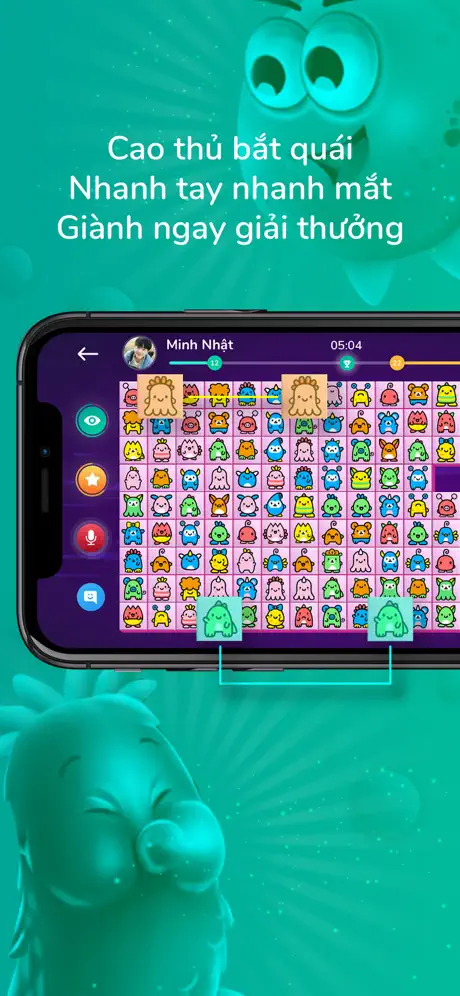 Cao thủ bắt quái
Nhanh tay nhanh mắt
Giành ngay giải thưởng
Minh Nhật
05:04
12
22